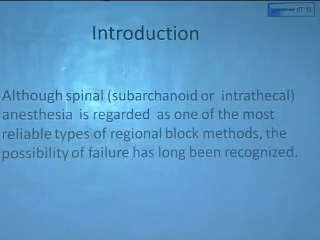 Introduction
Although spinal (subarchanoid or intrathecal)
anesthesia is regarded as one of the most
reliable types of regional block methods, the
possibility of failure has long been recognized.